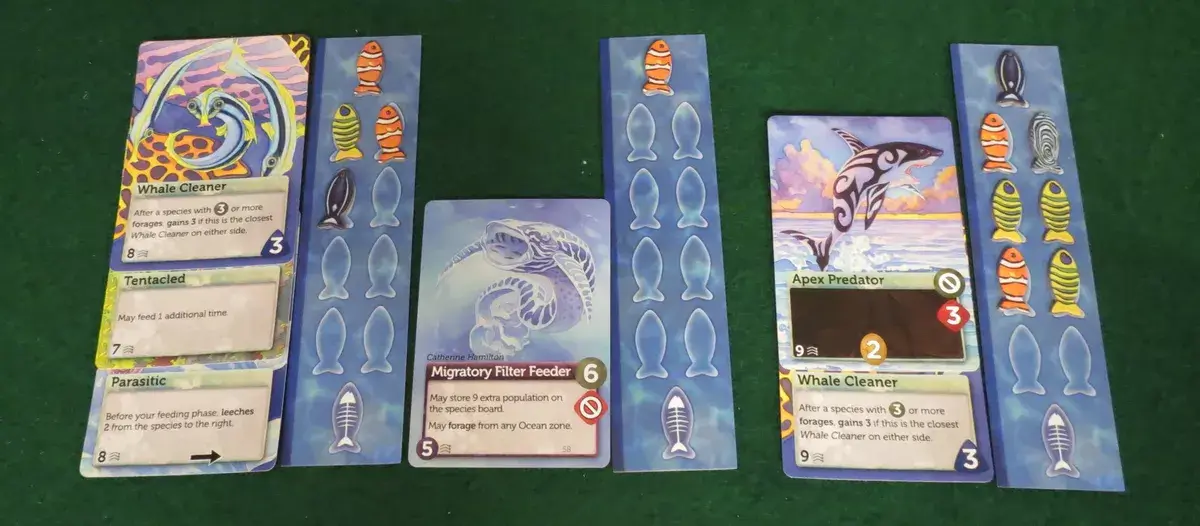 Whale Cleaner
After a species with 3 or more
forages, gains 3 if this is the closest
Whale Cleaner on either side.
8
3
Tentacled
May feed 1 additional time
7
Parasitic
Before your feeding phase, leeches
2 from the species to the right.
8
Catherine Hamilton
Migratory Filter Feeder
6
May store 9 extra population on
the species board.
May forage from any Ocean zone.
5
58
Apex Predator
3
9
2
Whale Cleaner
After a species with 3 or more
forages, gains 3 if this is the closest
Whale Cleaner on either side.
9
3